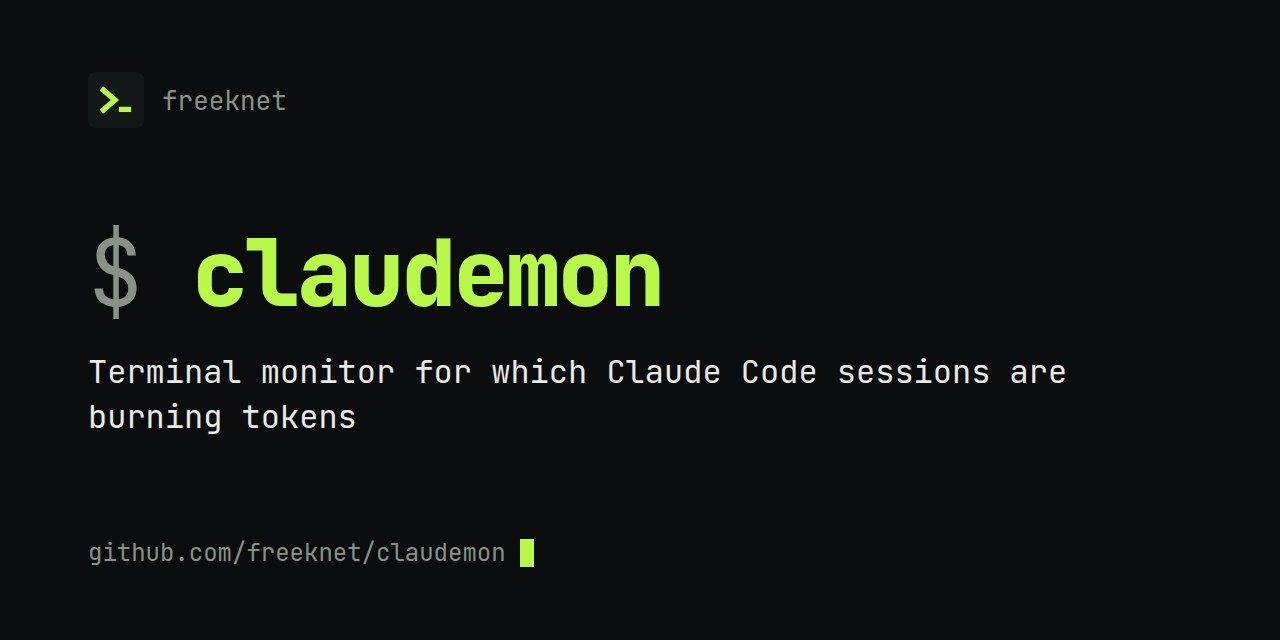 >_ freeknet
$ claudemon
Terminal monitor for which Claude Code sessions are
burning tokens
github.com/freeknet/claudemon